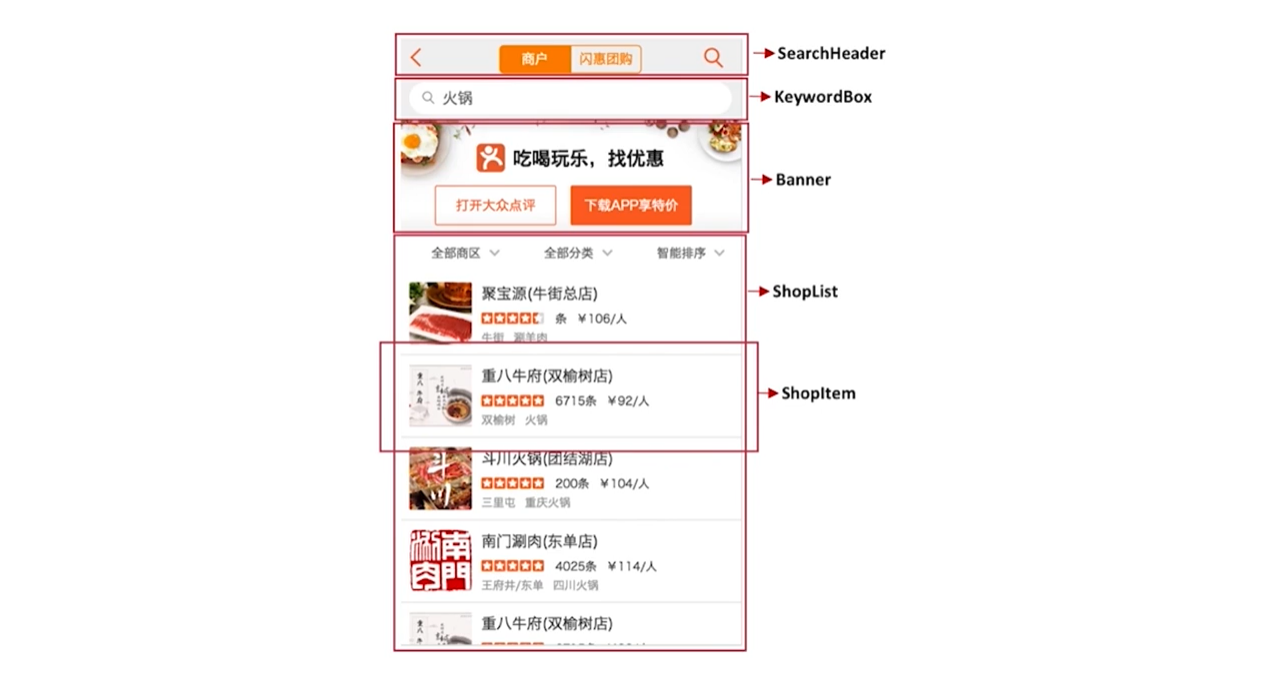 商户 闪惠团购
SearchHeader
火锅
KeywordBox
吃喝玩乐，找优惠
Banner
打开大众点评 下载APP享特价
全部商区 全部分类 智能排序
聚宝源(牛街总店)
ShopList
条 ¥106/人
牛街 涮羊肉
重八牛府(双榆树店)
ShopItem
6715条 ¥92/人
双榆树 火锅
斗川火锅(团结湖店)
200条 ¥104/人
三里屯 重庆火锅
南门涮肉(东单店)
4025条 ¥114/人
王府井/东单 四川火锅
重八牛府(双榆树店)